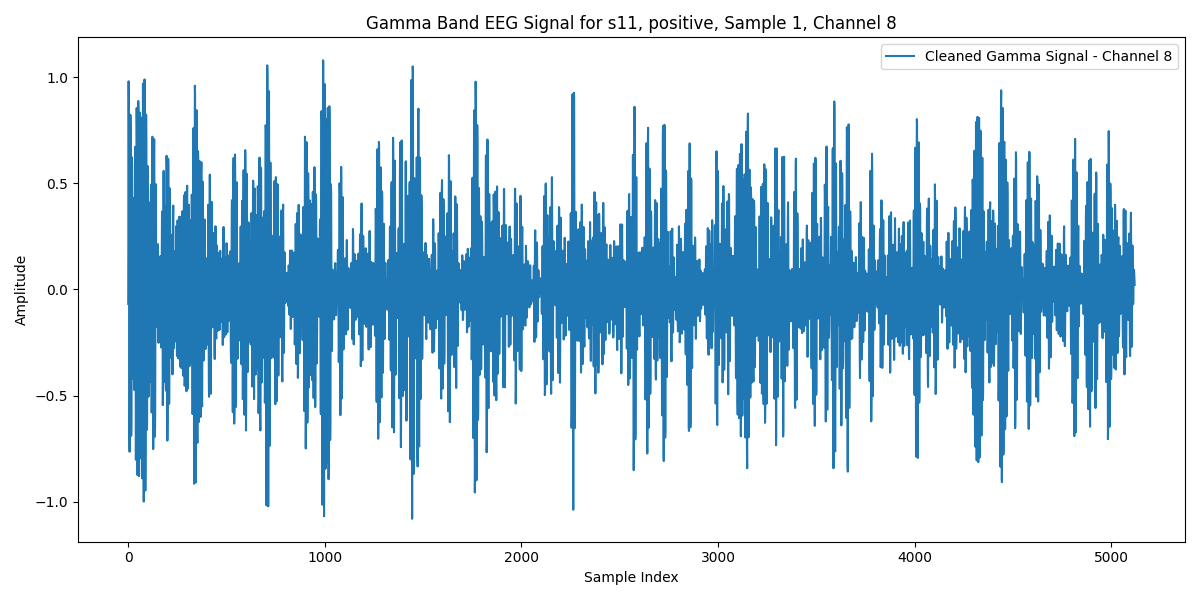 Gamma Band EEG Signal for s11, positive, Sample 1, Channel 8
Cleaned Gamma Signal - Channel 8
Amplitude
1.0
0.5
0.0
−0.5
−1.0
0 1000 2000 3000 4000 5000
Sample Index